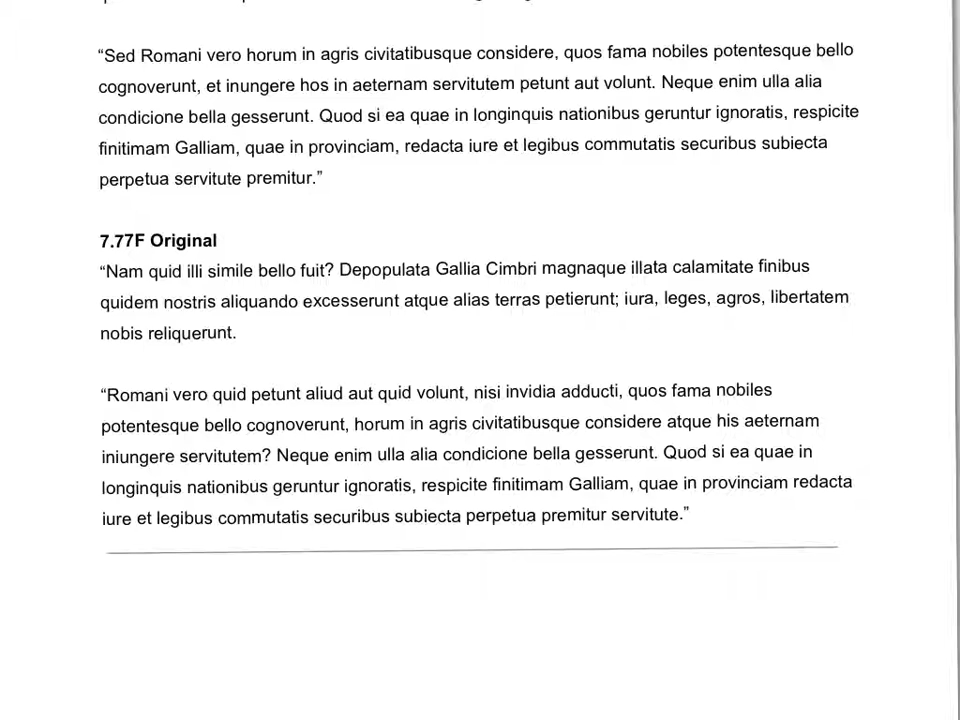 “Sed Romani vero horum in agris civitatibusque considere, quos fama nobiles potentesque bello
cognoverunt, et inungere hos in aeternam servitutem petunt aut volunt. Neque enim ulla alia
condicione bella gesserunt. Quod si ea quae in longinquis nationibus geruntur ignoratis, respicite
finitimam Galliam, quae in provinciam, redacta iure et legibus commutatis securibus subiecta
perpetua servitute premitur.”
7.77F Original
“Nam quid illi simile bello fuit? Depopulata Gallia Cimbri magnaque illata calamitate finibus
quidem nostris aliquando excesserunt atque alias terras petierunt; iura, leges, agros, libertatem
nobis reliquerunt.
“Romani vero quid petunt aliud aut quid volunt, nisi invidia adducti, quos fama nobiles
potentesque bello cognoverunt, horum in agris civitatibusque considere atque his aeternam
iniungere servitutem? Neque enim ulla alia condicione bella gesserunt. Quod si ea quae in
longinquis nationibus geruntur ignoratis, respicite finitimam Galliam, quae in provinciam redacta
iure et legibus commutatis securibus subiecta perpetua premitur servitute.”